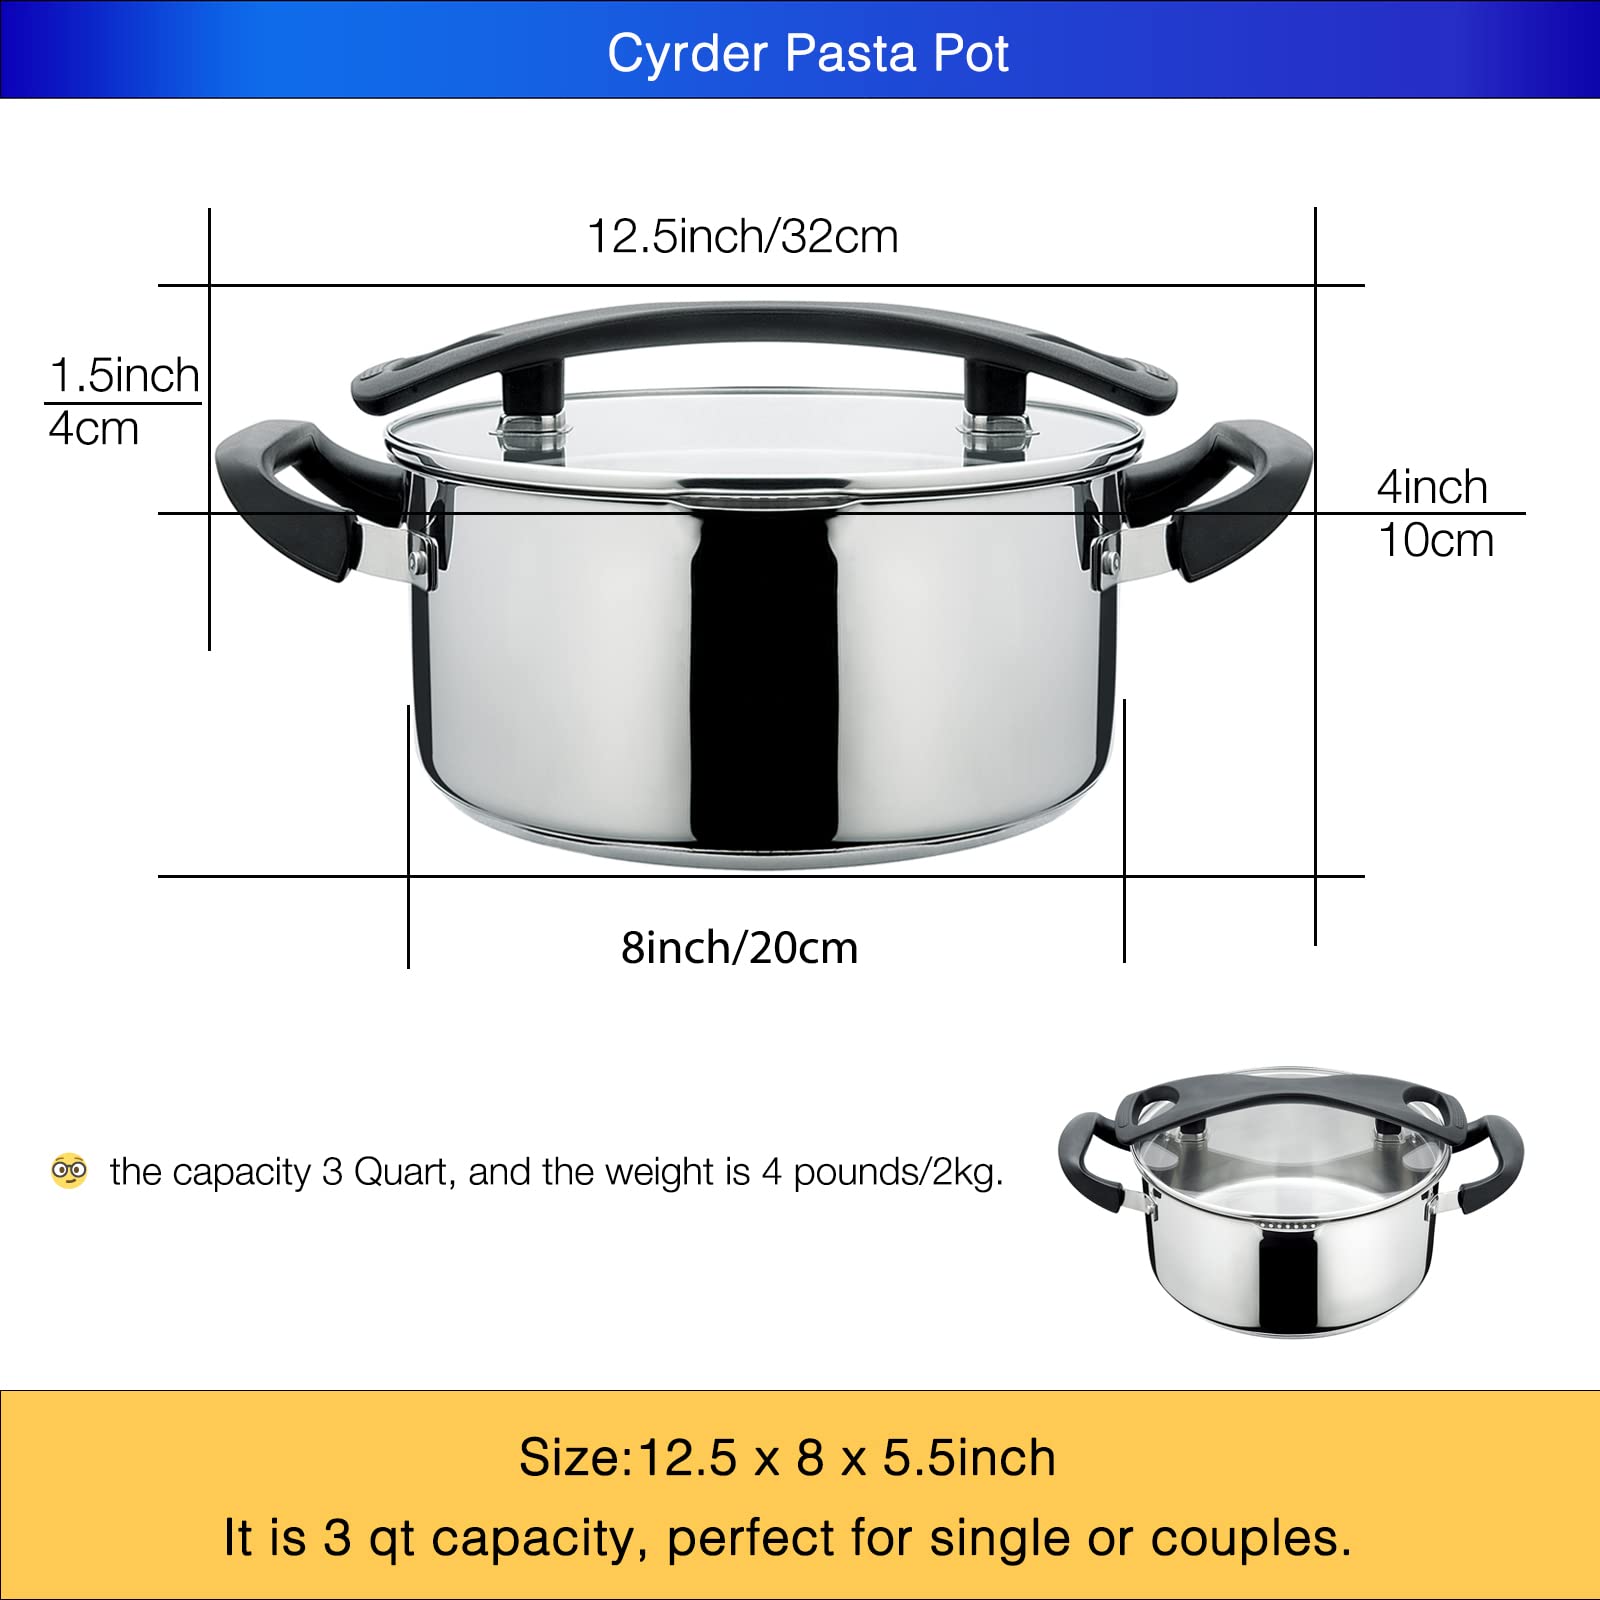 Cyrder Pasta Pot
12.5inch/32cm
1.5inch
4cm
4inch
10cm
8inch/20cm
the capacity 3 Quart, and the weight is 4 pounds/2kg.
Size:12.5 x 8 x 5.5inch
It is 3 qt capacity, perfect for single or couples.